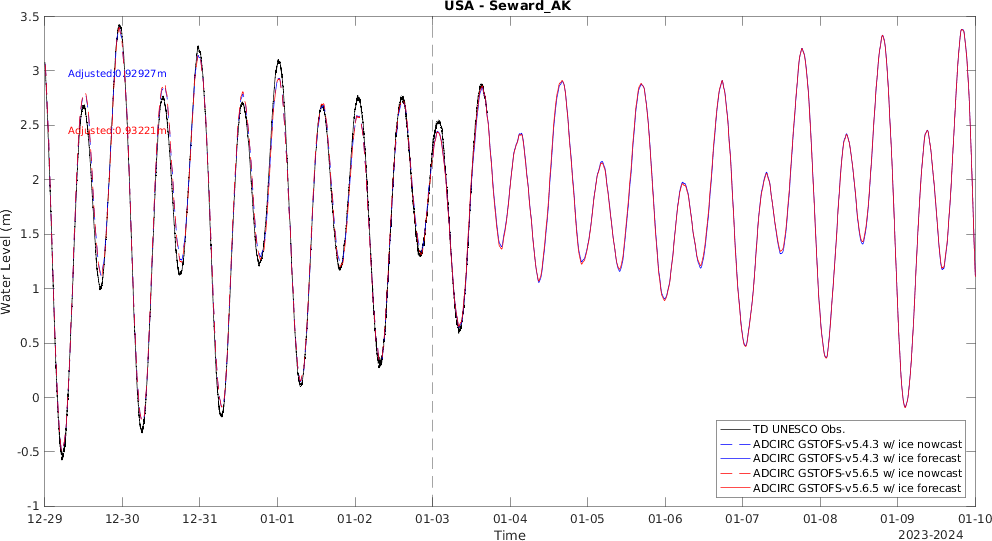 USA - Seward_AK
3.5
3
2.5
2
1.5
1
0.5
0
-0.5
-1
Water Level (m)
Adjusted:0.92927m
Adjusted:0.93221m
TD UNESCO Obs.
ADCIRC GSTOFS-v5.4.3 w/ ice nowcast
ADCIRC GSTOFS-v5.4.3 w/ ice forecast
ADCIRC GSTOFS-v5.6.5 w/ ice nowcast
ADCIRC GSTOFS-v5.6.5 w/ ice forecast
12-29 12-30 12-31 01-01 01-02 01-03 01-04 01-05 01-06 01-07 01-08 01-09 01-10
Time
2023-2024